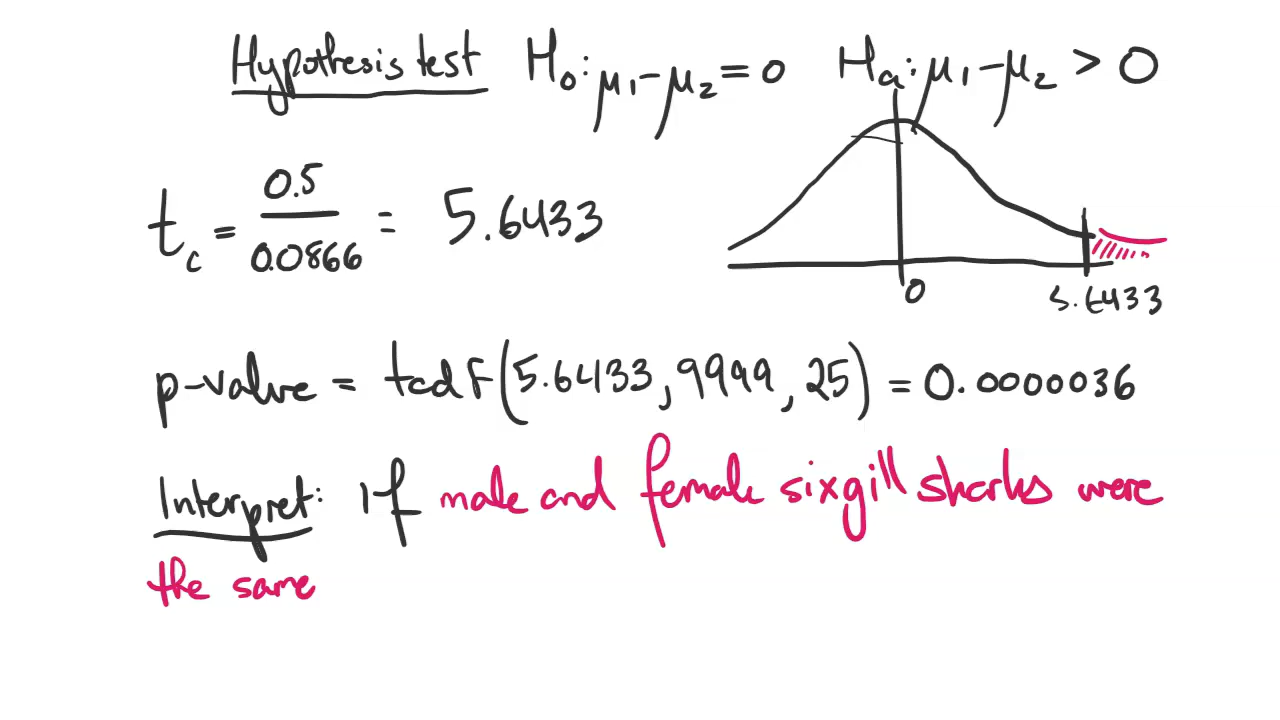 Hypothesis test H₀: μ₁-μ₂ = 0 Hₐ: μ₁-μ₂ > 0
t_c = 0.5/0.0866 = 5.6433
0 5.6433
p-value = tcdf(5.6433, 9999, 25) = 0.0000036
Interpret: If male and female sixgill sharks were
the same